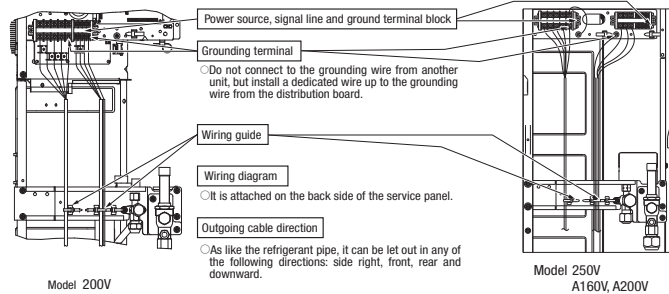 Power source, signal line and ground terminal block
Grounding terminal
○Do not connect to the grounding wire from another
unit, but install a dedicated wire up to the grounding
wire from the distribution board.
Wiring guide
Wiring diagram
○It is attached on the back side of the service panel.
Outgoing cable direction
○As like the refrigerant pipe, it can be let out in any of
the following directions: side right, front, rear and
downward.
Model 200V
Model 250V
A160V, A200V